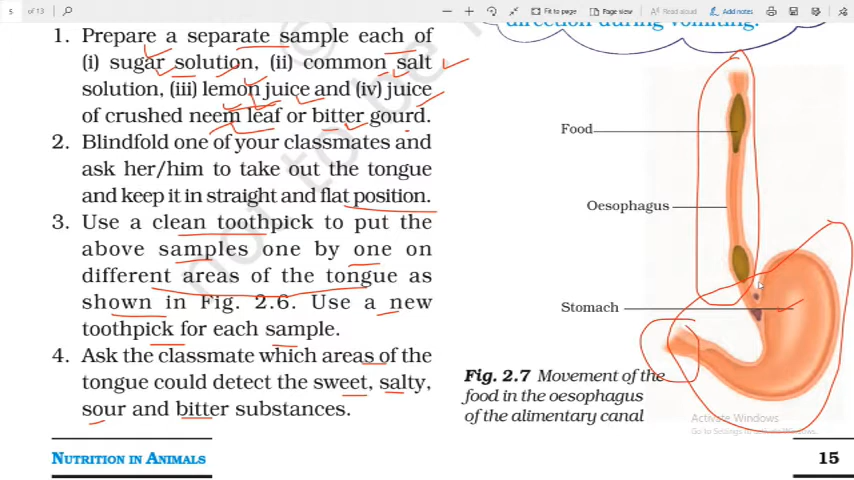 5 of 13
Fit to page
Page view
Read aloud
Add notes
direction during vomiting.
1. Prepare a separate sample each of
(i) sugar solution, (ii) common salt
solution, (iii) lemon juice and (iv) juice
of crushed neem leaf or bitter gourd.
2. Blindfold one of your classmates and
ask her/him to take out the tongue
and keep it in straight and flat position.
3. Use a clean toothpick to put the
above samples one by one on
different areas of the tongue as
shown in Fig. 2.6. Use a new
toothpick for each sample.
4. Ask the classmate which areas of the
tongue could detect the sweet, salty,
sour and bitter substances.
Food
Oesophagus
Stomach
Fig. 2.7 Movement of the
food in the oesophagus
of the alimentary canal
Activate Windows
Go to Settings to activate Windows.
NUTRITION IN ANIMALS
15